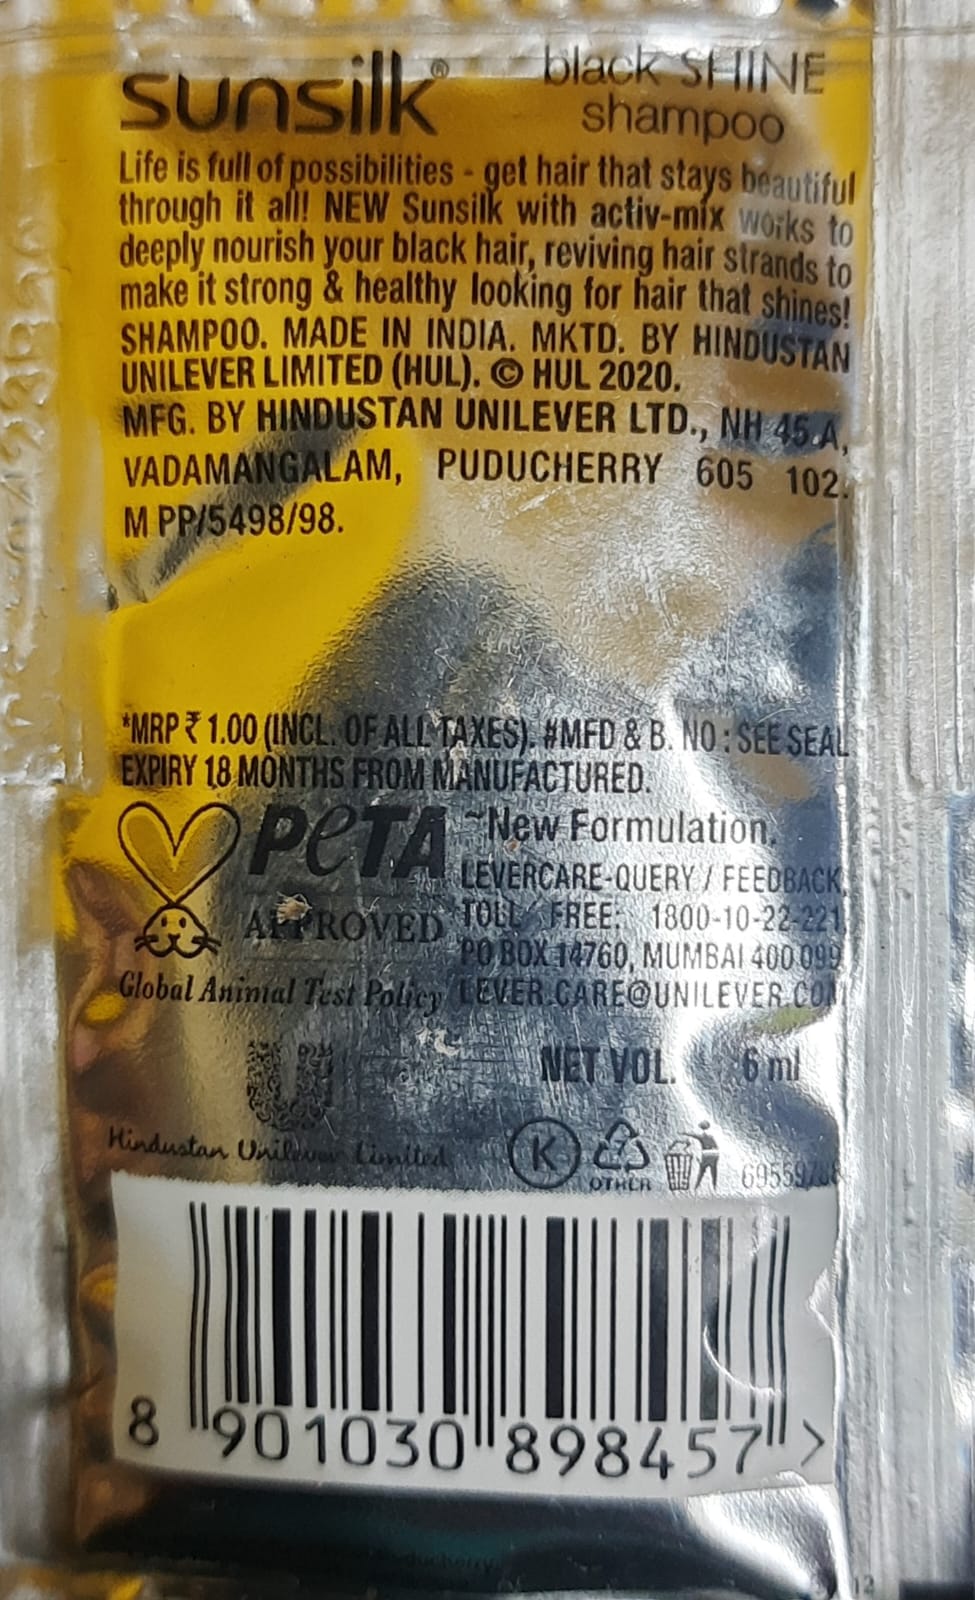 sunsilk® black SHINE
shampoo
Life is full of possibilities - get hair that stays beautiful
through it all! NEW Sunsilk with activ-mix works to
deeply nourish your black hair, reviving hair strands to
make it strong & healthy looking for hair that shines!
SHAMPOO. MADE IN INDIA. MKTD. BY HINDUSTAN
UNILEVER LIMITED (HUL). © HUL 2020.
MFG. BY HINDUSTAN UNILEVER LTD., NH 45 A,
VADAMANGALAM, PUDUCHERRY 605 102.
M PP/5498/98.
*MRP ₹ 1.00 (INCL. OF ALL TAXES). #MFD & B. NO : SEE SEAL
EXPIRY 18 MONTHS FROM MANUFACTURED.
PETA
APPROVED
Global Animal Test Policy
~New Formulation.
LEVERCARE-QUERY / FEEDBACK
TOLL FREE: 1800-10-22-221
PO BOX 14760, MUMBAI 400 099
LEVER.CARE@UNILEVER.COM
NET VOL. 6 ml
Hindustan Unilever Limited
K
OTHER
8 901030 898457 >
12